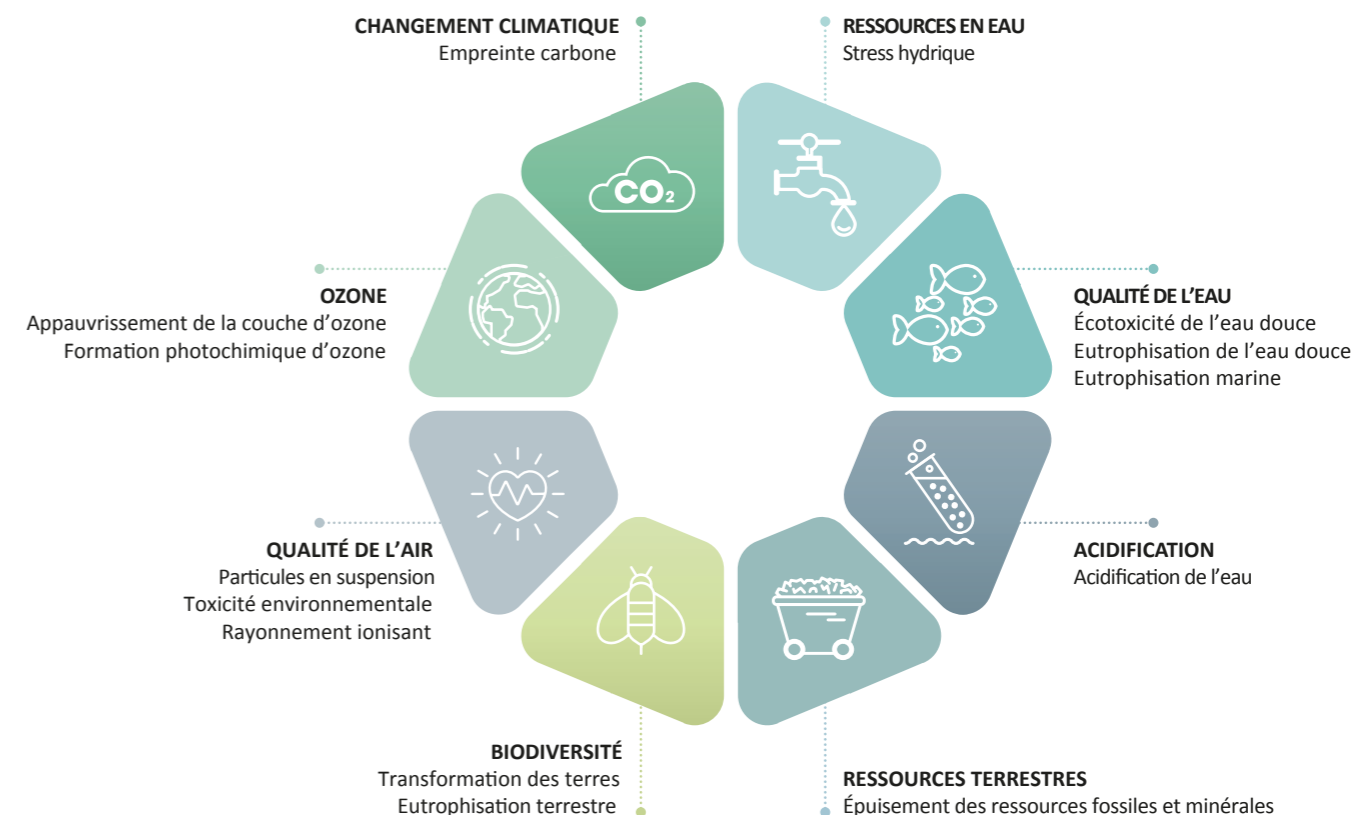 CHANGEMENT CLIMATIQUE
Empreinte carbone
RESSOURCES EN EAU
Stress hydrique
CO₂
OZONE
Appauvrissement de la couche d’ozone
Formation photochimique d’ozone
QUALITÉ DE L’EAU
Écotoxicité de l’eau douce
Eutrophisation de l’eau douce
Eutrophisation marine
QUALITÉ DE L’AIR
Particules en suspension
Toxicité environnementale
Rayonnement ionisant
ACIDIFICATION
Acidification de l’eau
BIODIVERSITÉ
Transformation des terres
Eutrophisation terrestre
RESSOURCES TERRESTRES
Épuisement des ressources fossiles et minérales